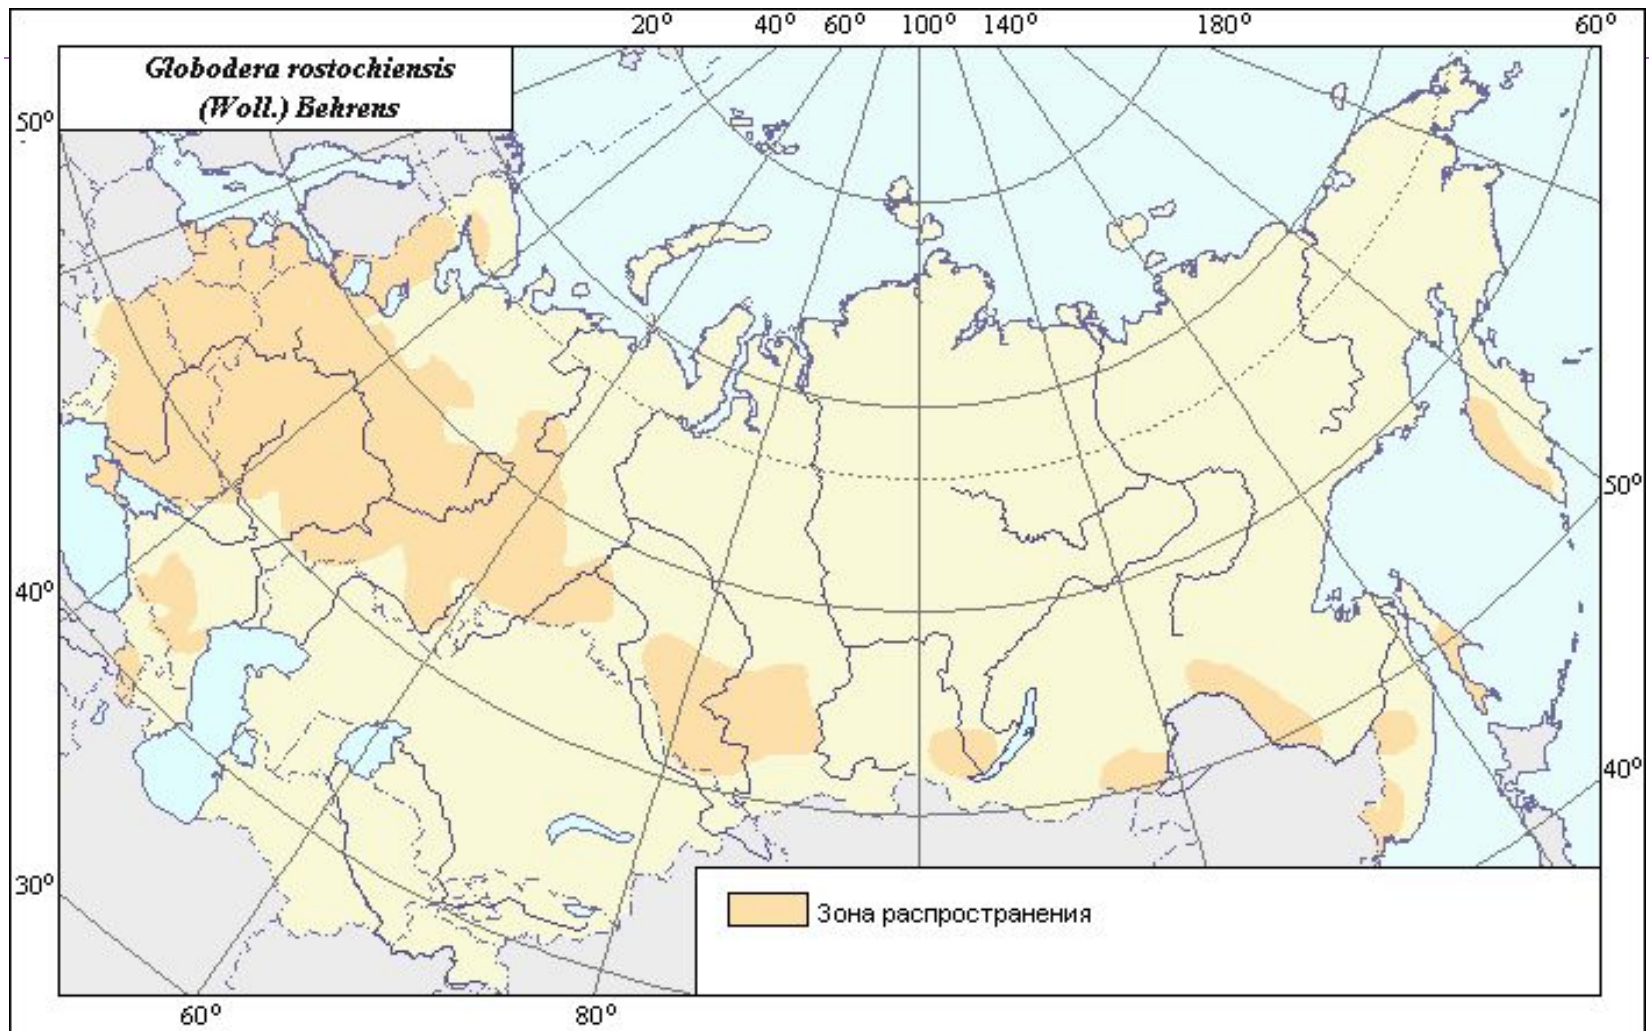 20° 40° 60° 100° 140° 180° 60°
Globodera rostochiensis
(Woll.) Behrens
50°
50°
40°
40°
30°
Зона распространения
60° 80°